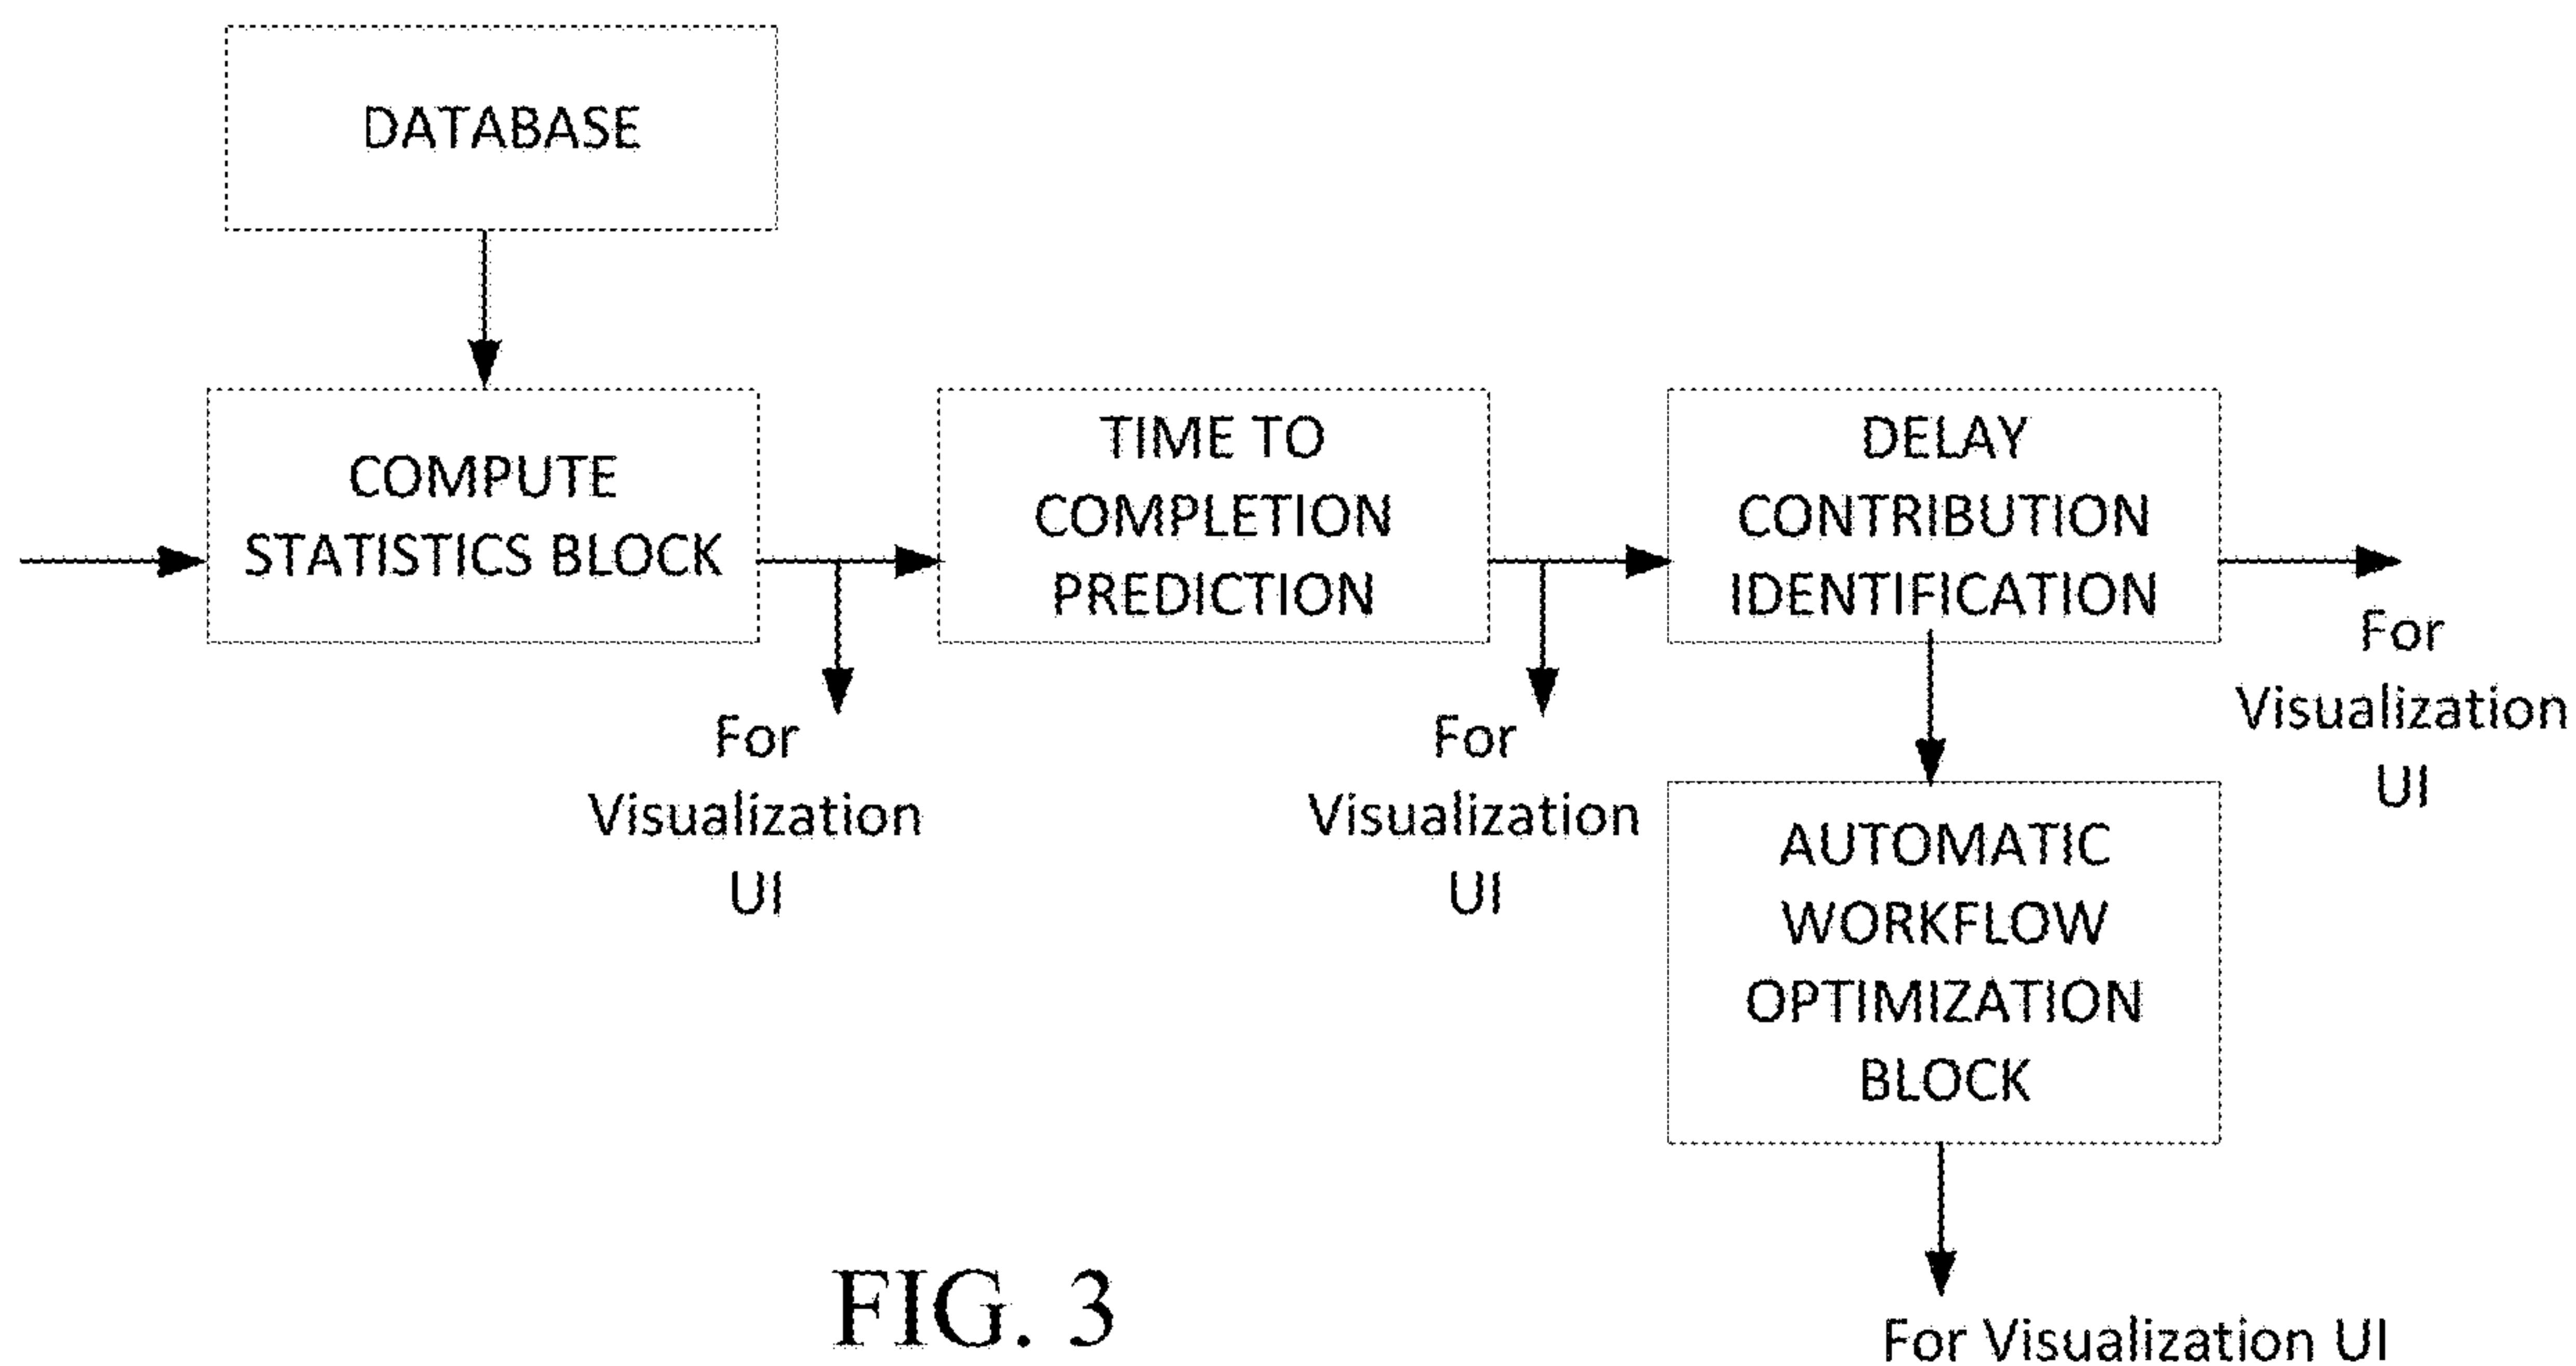 DATABASE
COMPUTE
STATISTICS BLOCK
TIME TO
COMPLETION
PREDICTION
DELAY
CONTRIBUTION
IDENTIFICATION
For
Visualization
UI
For
Visualization
UI
For
Visualization
UI
AUTOMATIC
WORKFLOW
OPTIMIZATION
BLOCK
For Visualization UI
FIG. 3